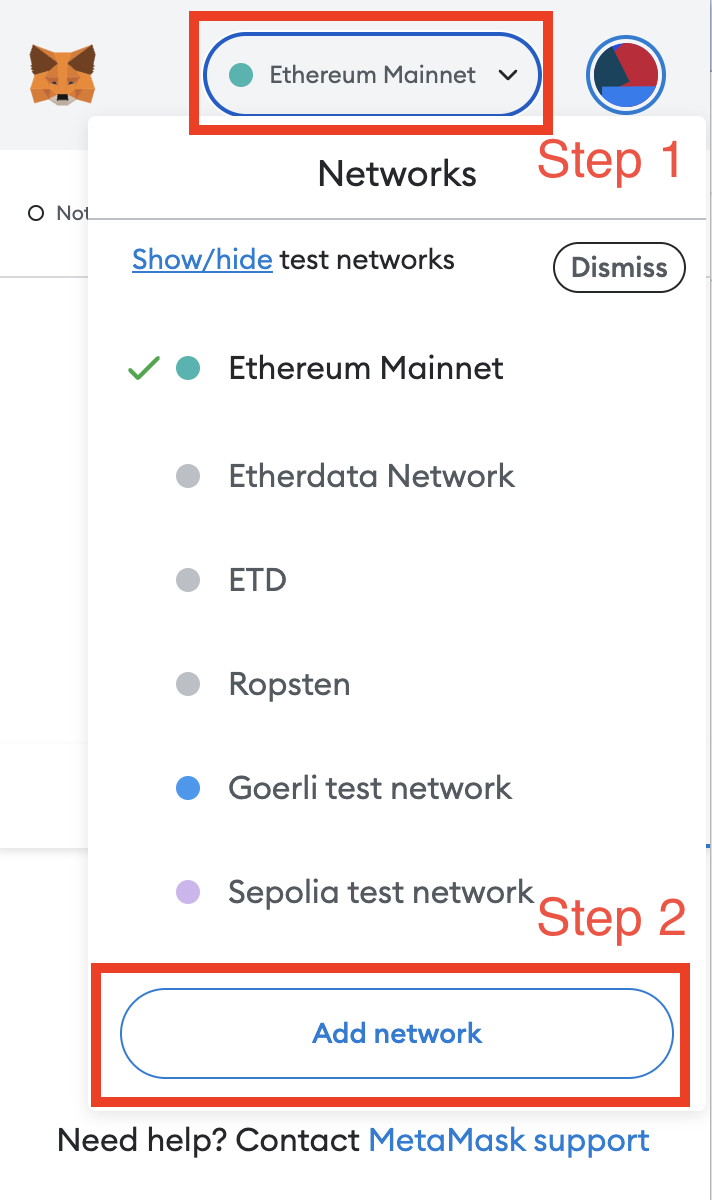 Ethereum Mainnet
Step 1
Networks
Not
Show/hide test networks
Dismiss
Ethereum Mainnet
Etherdata Network
ETD
Ropsten
Goerli test network
Sepolia test network
Step 2
Add network
Need help? Contact MetaMask support